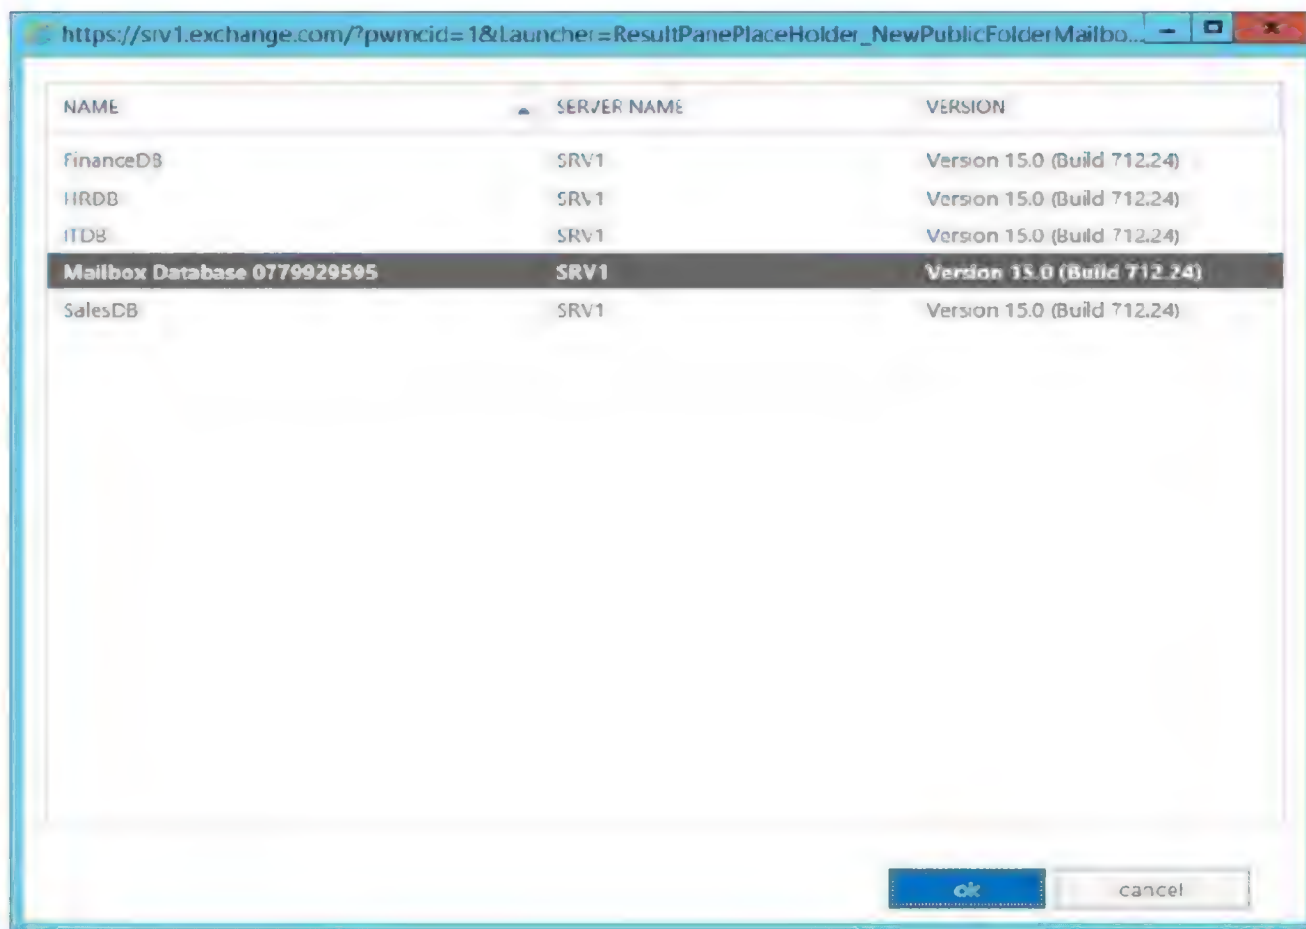 https://srv1.exchange.com/?pwmcid=1&Launcher=ResultPanePlaceHolder_NewPublicFolderMailbo...
NAME SERVER NAME VERSION
FinanceDB SRV1 Version 15.0 (Build 712.24)
HRDB SRV1 Version 15.0 (Build 712.24)
ITDB SRV1 Version 15.0 (Build 712.24)
Mailbox Database 0779929595 SRV1 Version 15.0 (Build 712.24)
SalesDB SRV1 Version 15.0 (Build 712.24)
ok cancel